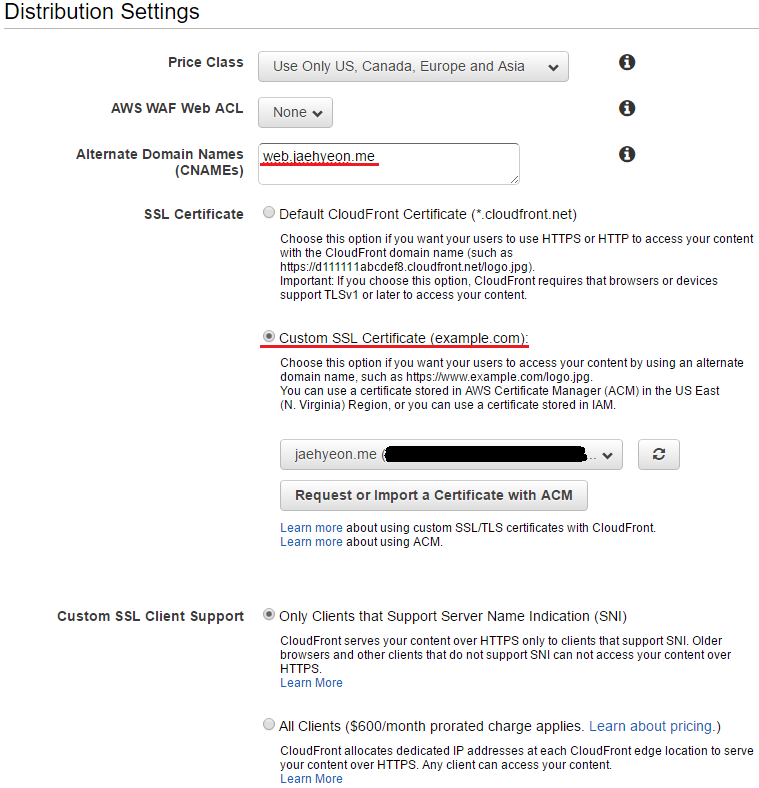 Distribution Settings
Price Class
Use Only US, Canada, Europe and Asia
AWS WAF Web ACL
None
Alternate Domain Names
(CNAMEs)
web.jaehyeon.me
SSL Certificate
Default CloudFront Certificate (*.cloudfront.net)
Choose this option if you want your users to use HTTPS or HTTP to access your content
with the CloudFront domain name (such as
https://d111111abcdef8.cloudfront.net/logo.jpg).
Important: If you choose this option, CloudFront requires that browsers or devices
support TLSv1 or later to access your content.
Custom SSL Certificate (example.com):
Choose this option if you want your users to access your content by using an alternate
domain name, such as https://www.example.com/logo.jpg.
You can use a certificate stored in AWS Certificate Manager (ACM) in the US East
(N. Virginia) Region, or you can use a certificate stored in IAM.
jaehyeon.me (...
Request or Import a Certificate with ACM
Learn more about using custom SSL/TLS certificates with CloudFront.
Learn more about using ACM.
Custom SSL Client Support
Only Clients that Support Server Name Indication (SNI)
CloudFront serves your content over HTTPS only to clients that support SNI. Older
browsers and other clients that do not support SNI can not access your content over
HTTPS.
Learn More
All Clients ($600/month prorated charge applies. Learn about pricing.)
CloudFront allocates dedicated IP addresses at each CloudFront edge location to serve
your content over HTTPS. Any client can access your content.
Learn More